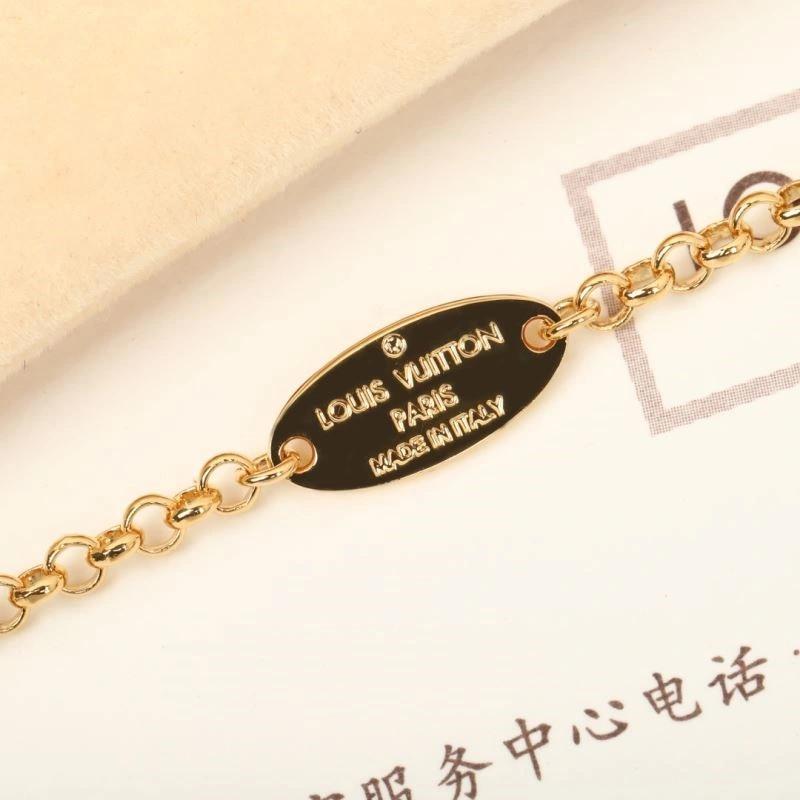 LOUIS VUITTON
PARIS
MADE IN ITALY
服务中心电话